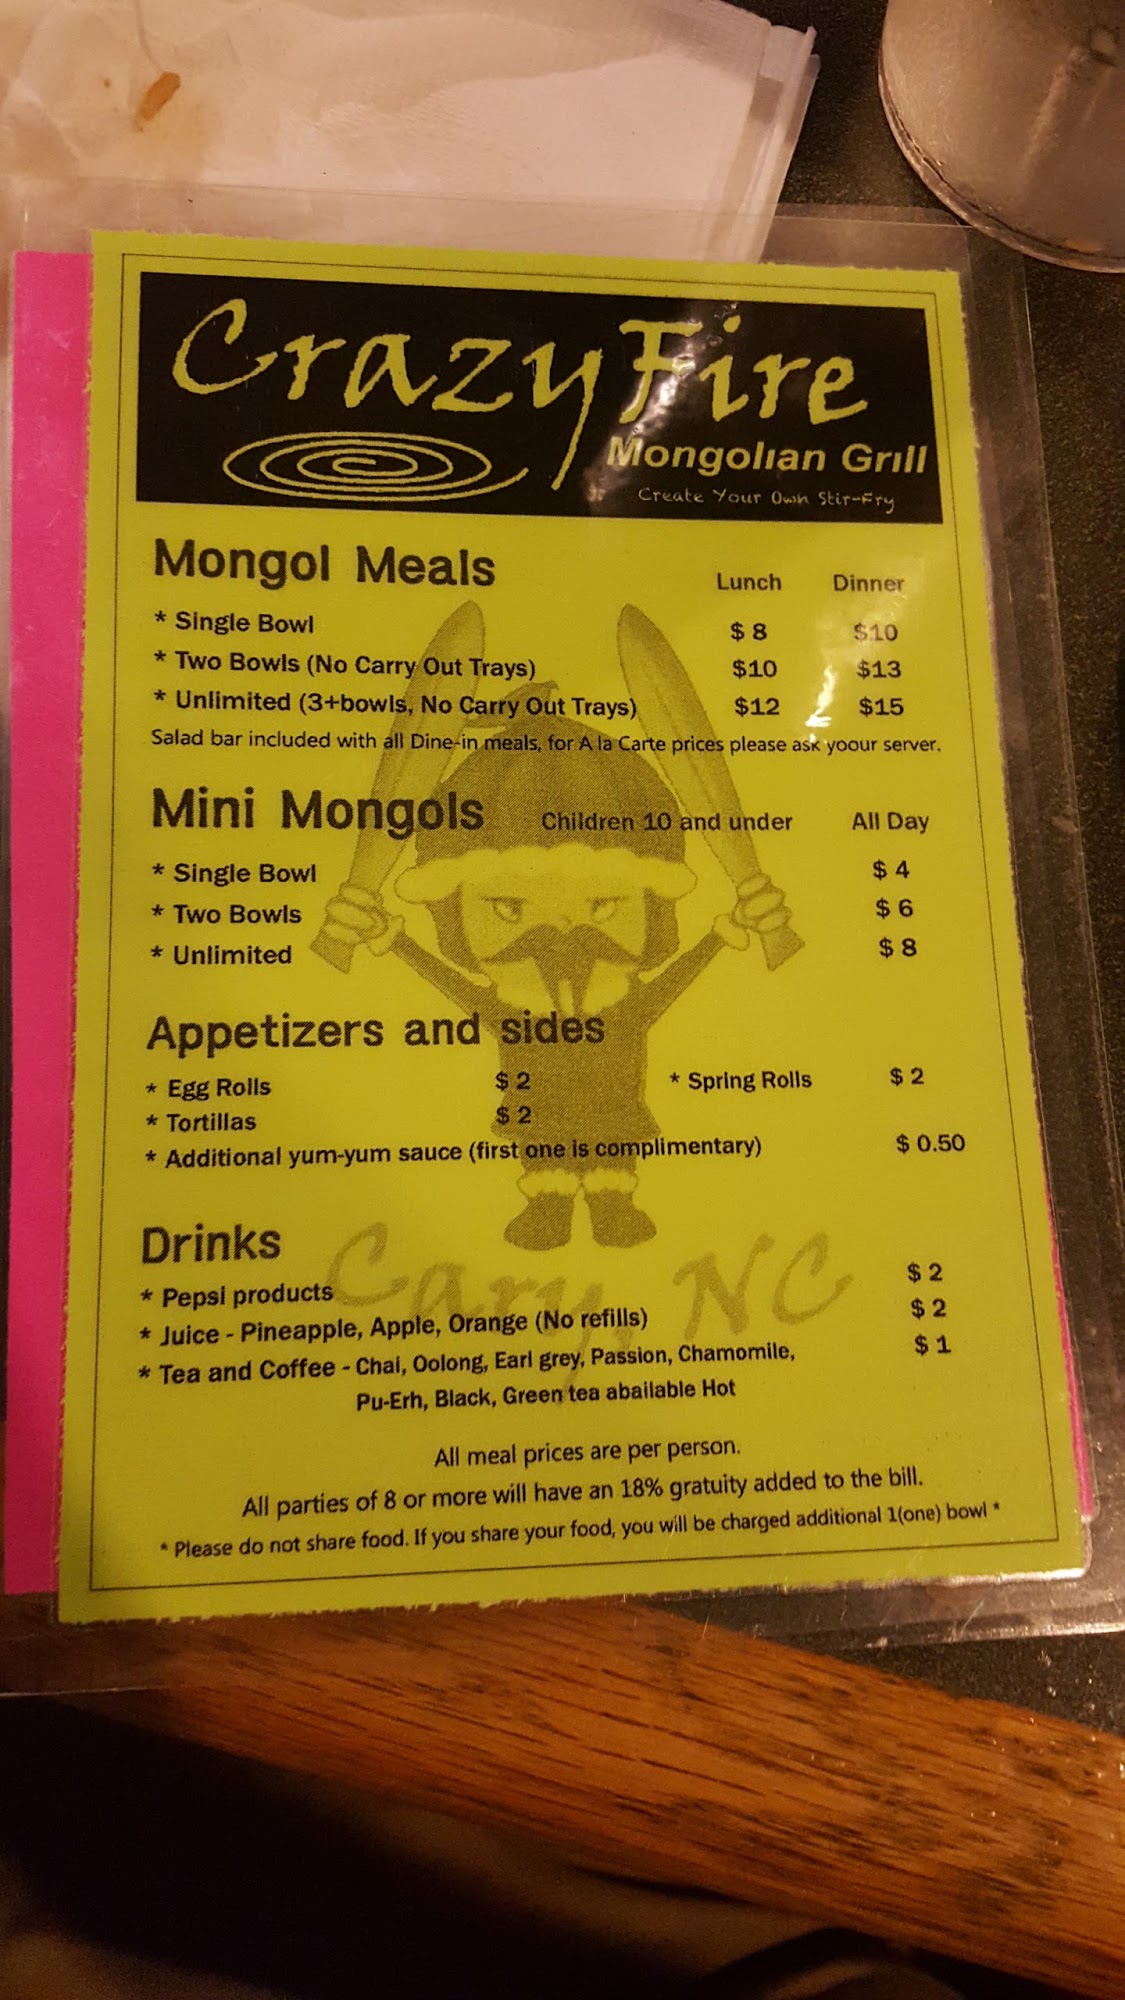 CrazyFire
Mongolian Grill
Create Your Own Stir-Fry
Mongol Meals Lunch Dinner
* Single Bowl $ 8 $10
* Two Bowls (No Carry Out Trays) $10 $13
* Unlimited (3+bowls, No Carry Out Trays) $12 $15
Salad bar included with all Dine-in meals, for A la Carte prices please ask yoour server.
Mini Mongols Children 10 and under All Day
* Single Bowl $ 4
* Two Bowls $ 6
* Unlimited $ 8
Appetizers and sides
* Egg Rolls $ 2 * Spring Rolls $ 2
* Tortillas $ 2
* Additional yum-yum sauce (first one is complimentary) $ 0.50
Drinks
Cary, NC
* Pepsi products $ 2
* Juice - Pineapple, Apple, Orange (No refills) $ 2
* Tea and Coffee - Chai, Oolong, Earl grey, Passion, Chamomile, $ 1
Pu-Erh, Black, Green tea abailable Hot
All meal prices are per person.
All parties of 8 or more will have an 18% gratuity added to the bill.
* Please do not share food. If you share your food, you will be charged additional 1(one) bowl *